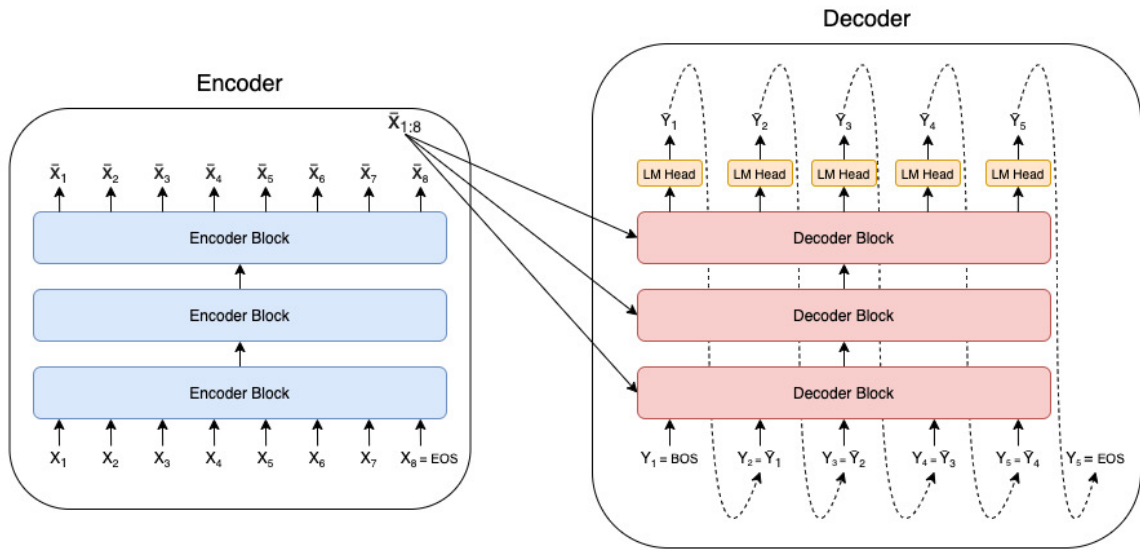 Decoder
Encoder
X̄₁:₈
X̄₁ X̄₂ X̄₃ X̄₄ X̄₅ X̄₆ X̄₇ X̄₈
Encoder Block
Encoder Block
Encoder Block
X₁ X₂ X₃ X₄ X₅ X₆ X₇ X₈ = EOS
Ȳ₁ Ȳ₂ Ȳ₃ Ȳ₄ Ȳ₅
LM Head LM Head LM Head LM Head LM Head
Decoder Block
Decoder Block
Decoder Block
Y₁ = BOS Y₂ = Ȳ₁ Y₃ = Ȳ₂ Y₄ = Ȳ₃ Y₅ = Ȳ₄ Y₅ = EOS